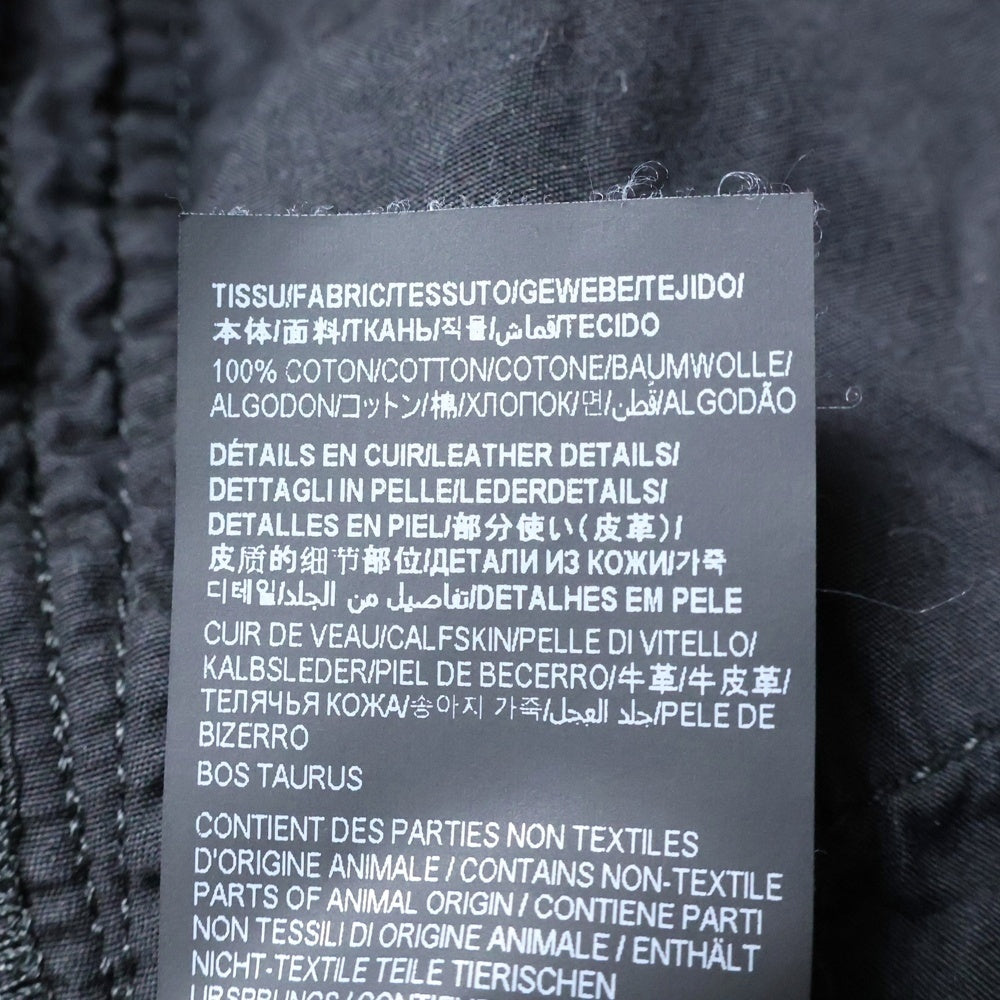 TISSU/FABRIC/TESSUTO/GEWEBE/TEJIDO/
本体/面料/ТКАНЬ/직물/قماش/TECIDO
100% COTON/COTTON/COTONE/BAUMWOLLE/
ALGODON/コットン/棉/ХЛОПОК/면/قطن/ALGODÃO
DÉTAILS EN CUIR/LEATHER DETAILS/
DETTAGLI IN PELLE/LEDERDETAILS/
DETALLES EN PIEL/部分使い(皮革)/
皮质的细节部位/ДЕТАЛИ ИЗ КОЖИ/가죽
디테일/تفاصيل من الجلد/DETALHES EM PELE
CUIR DE VEAU/CALFSKIN/PELLE DI VITELLO/
KALBSLEDER/PIEL DE BECERRO/牛革/牛皮革/
ТЕЛЯЧЬЯ КОЖА/송아지 가죽/جلد العجل/PELE DE
BIZERRO
BOS TAURUS
CONTIENT DES PARTIES NON TEXTILES
D'ORIGINE ANIMALE / CONTAINS NON-TEXTILE
PARTS OF ANIMAL ORIGIN / CONTIENE PARTI
NON TESSILI DI ORIGINE ANIMALE / ENTHÄLT
NICHT-TEXTILE TEILE TIERISCHEN
URSPRUNGS / CONTIENE